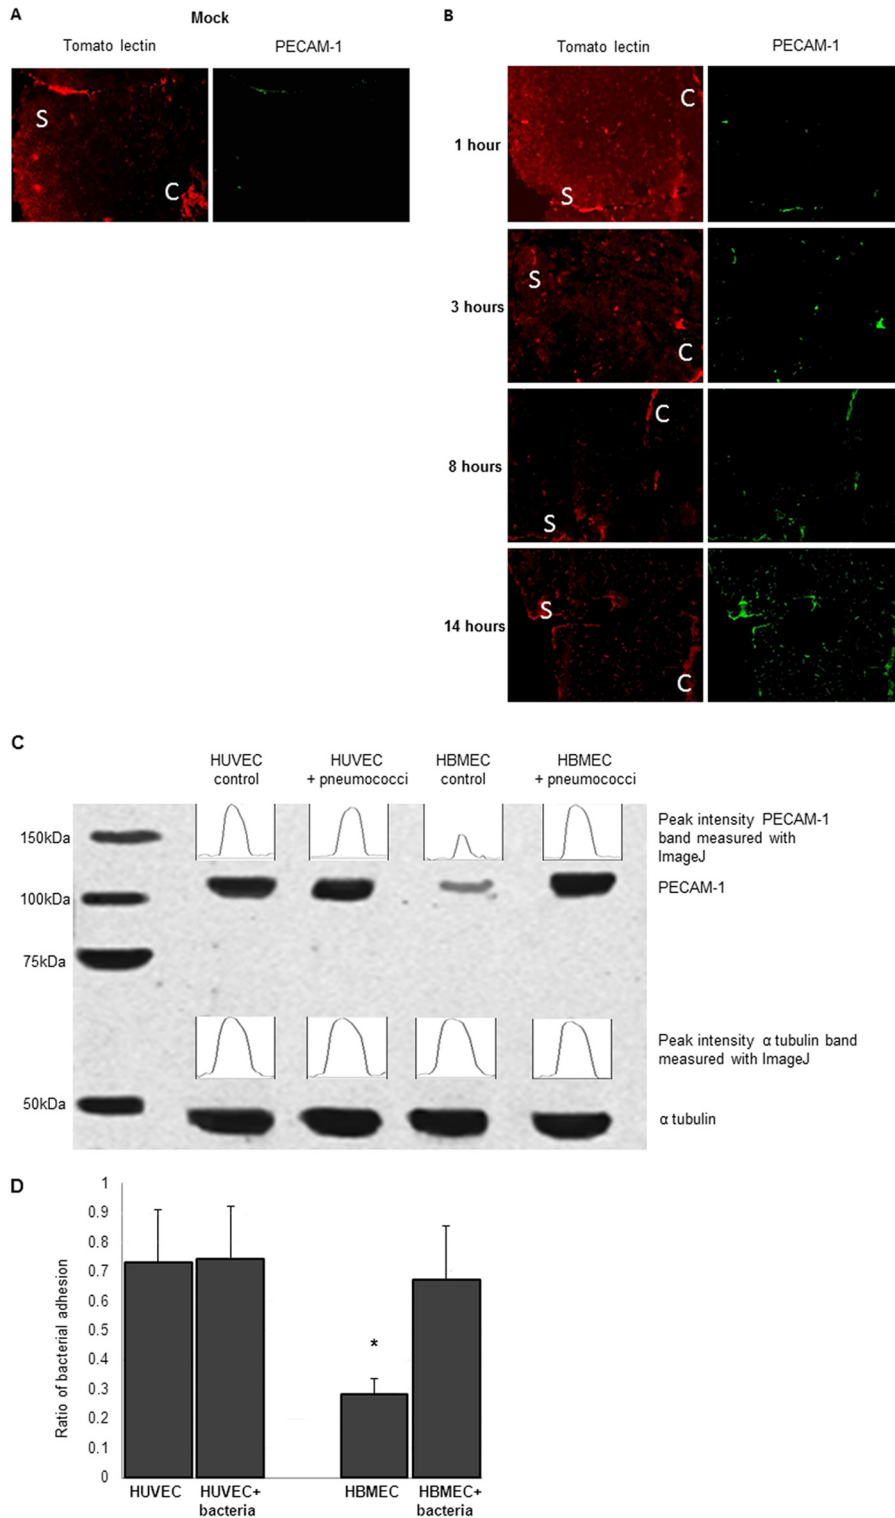 A
Mock
Tomato lectin
PECAM-1
S
C
B
Tomato lectin
PECAM-1
1 hour
C
S
3 hours
S
C
8 hours
C
S
14 hours
S
C
C
HUVEC
control
HUVEC
+ pneumococci
HBMEC
control
HBMEC
+ pneumococci
150kDa
Peak intensity PECAM-1
band measured with
ImageJ
100kDa
PECAM-1
75kDa
Peak intensity α tubulin band
measured with ImageJ
50kDa
α tubulin
D
Ratio of bacterial adhesion
1
0.9
0.8
0.7
0.6
0.5
0.4
0.3
0.2
0.1
0
*
HUVEC
HUVEC+
bacteria
HBMEC
HBMEC+
bacteria